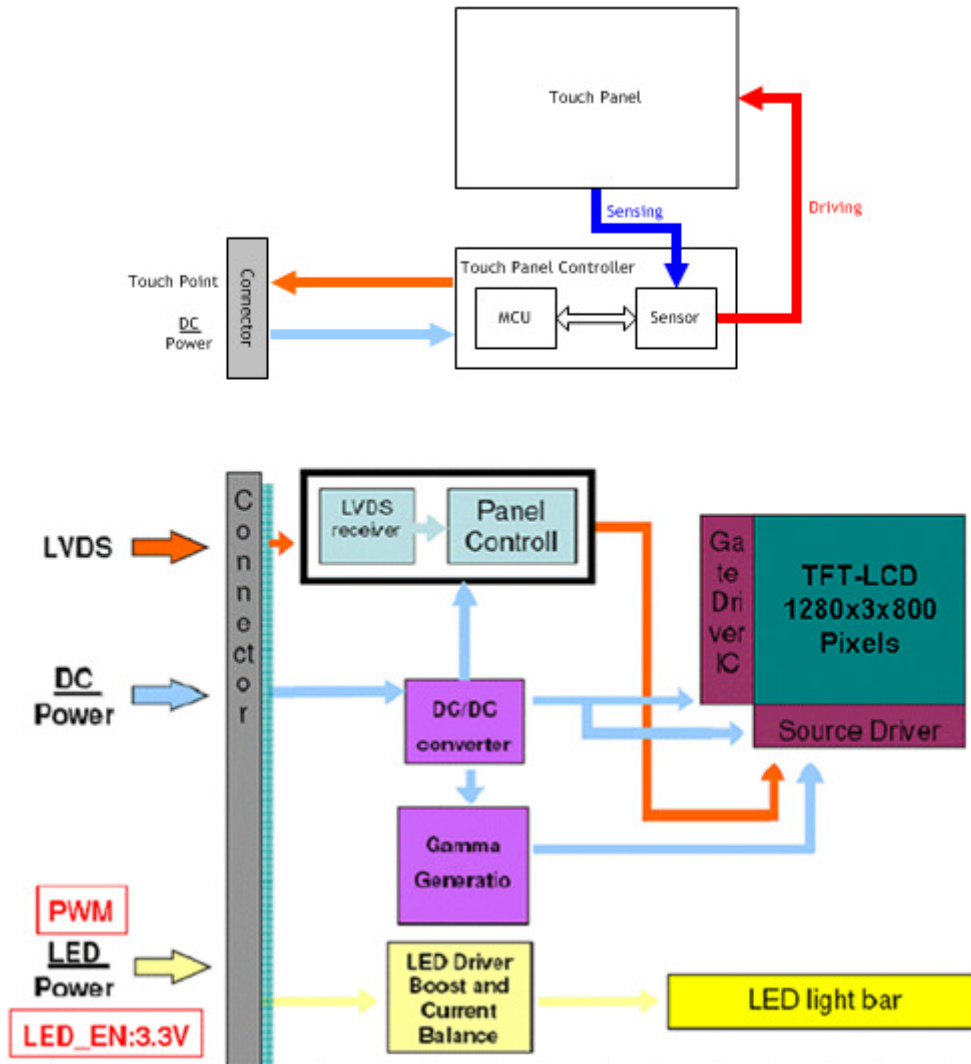 Touch Panel
Sensing
Driving
Touch Panel Controller
Touch Point
DC
Power
Connector
MCU
Sensor
LVDS
DC
Power
PWM
LED
Power
LED_EN:3.3V
C
o
n
n
e
ct
o
r
LVDS
receiver
Panel
Controll
DC/DC
converter
Gamma
Generatio
LED Driver
Boost and
Current
Balance
Ga
te
Dri
ver
IC
TFT-LCD
1280x3x800
Pixels
Source Driver
LED light bar